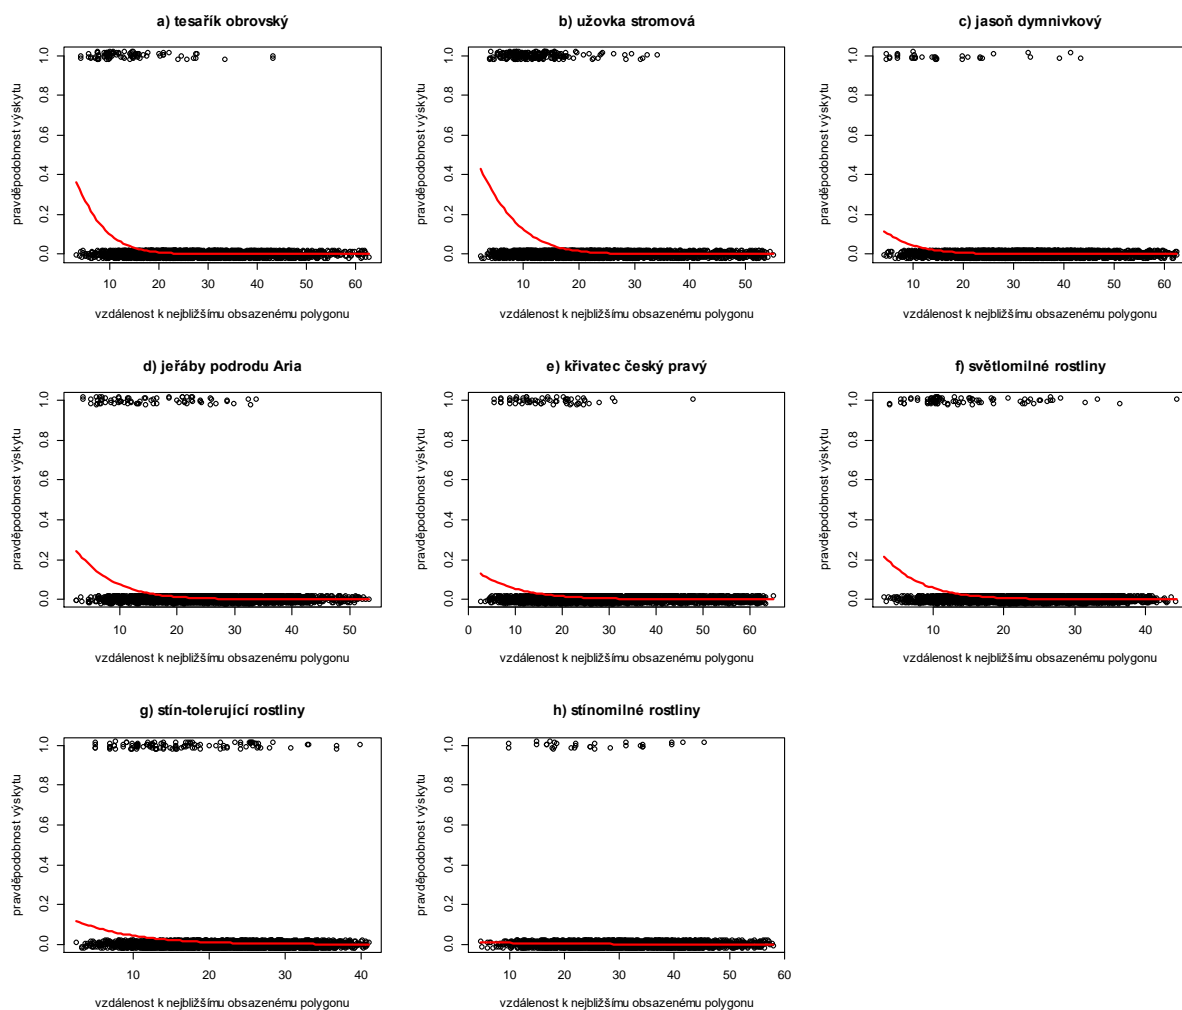 a) tesařík obrovský
pravděpodobnost výskytu
0.0 0.2 0.4 0.6 0.8 1.0
10 20 30 40 50 60
vzdálenost k nejbližšímu obsazenému polygonu
b) užovka stromová
pravděpodobnost výskytu
0.0 0.2 0.4 0.6 0.8 1.0
10 20 30 40 50
vzdálenost k nejbližšímu obsazenému polygonu
c) jasoň dymnivkový
pravděpodobnost výskytu
0.0 0.2 0.4 0.6 0.8 1.0
10 20 30 40 50 60
vzdálenost k nejbližšímu obsazenému polygonu
d) jeřáby podrodu Aria
pravděpodobnost výskytu
0.0 0.2 0.4 0.6 0.8 1.0
10 20 30 40 50
vzdálenost k nejbližšímu obsazenému polygonu
e) křivatec český pravý
pravděpodobnost výskytu
0.0 0.2 0.4 0.6 0.8 1.0
0 10 20 30 40 50 60
vzdálenost k nejbližšímu obsazenému polygonu
f) světlomilné rostliny
pravděpodobnost výskytu
0.0 0.2 0.4 0.6 0.8 1.0
10 20 30 40
vzdálenost k nejbližšímu obsazenému polygonu
g) stín-tolerující rostliny
pravděpodobnost výskytu
0.0 0.2 0.4 0.6 0.8 1.0
10 20 30 40
vzdálenost k nejbližšímu obsazenému polygonu
h) stínomilné rostliny
pravděpodobnost výskytu
0.0 0.2 0.4 0.6 0.8 1.0
10 20 30 40 50 60
vzdálenost k nejbližšímu obsazenému polygonu